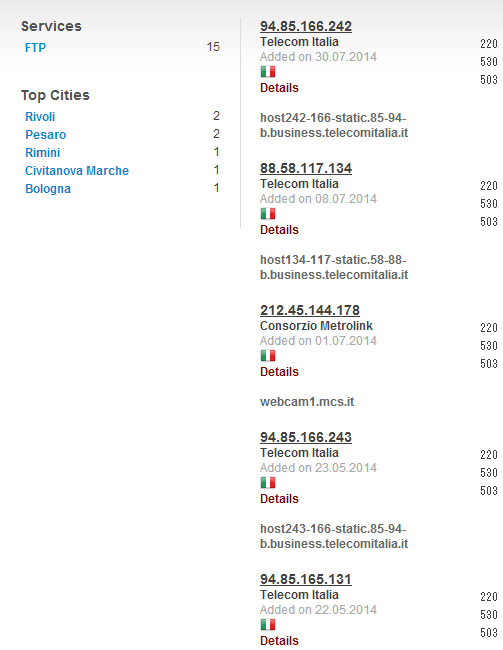 Services
FTP 15
Top Cities
Rivoli 2
Pesaro 2
Rimini 1
Civitanova Marche 1
Bologna 1
94.85.166.242
Telecom Italia
Added on 30.07.2014
Details
host242-166-static.85-94-
b.business.telecomitalia.it
220
530
503
88.58.117.134
Telecom Italia
Added on 08.07.2014
Details
host134-117-static.58-88-
b.business.telecomitalia.it
220
530
503
212.45.144.178
Consorzio Metrolink
Added on 01.07.2014
Details
webcam1.mcs.it
220
530
503
94.85.166.243
Telecom Italia
Added on 23.05.2014
Details
host243-166-static.85-94-
b.business.telecomitalia.it
220
530
503
94.85.165.131
Telecom Italia
Added on 22.05.2014
Details
220
530
503